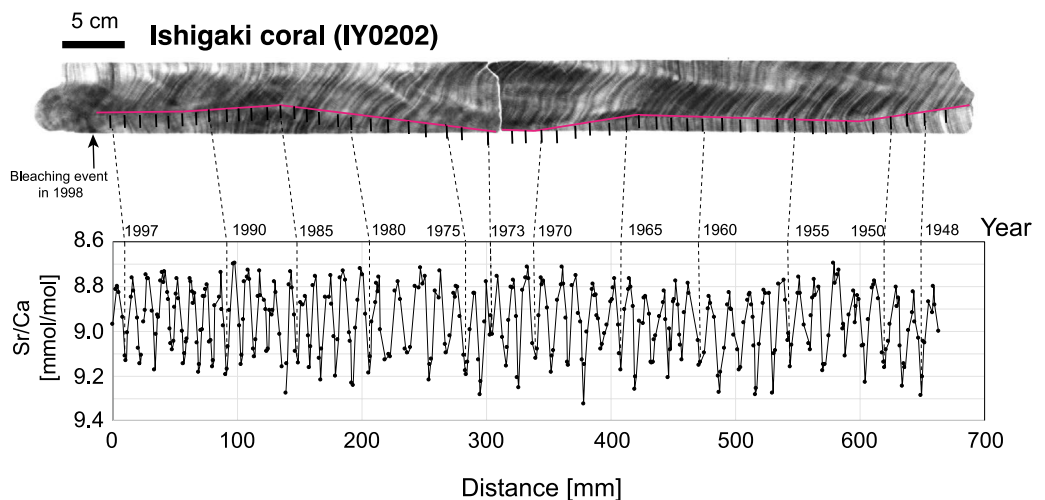 5 cm
Ishigaki coral (IY0202)
Bleaching event
in 1998
1997 1990 1985 1980 1975 1973 1970 1965 1960 1955 1950 1948 Year
8.6
8.8
9.0
9.2
9.4
Sr/Ca
[mmol/mol]
0 100 200 300 400 500 600 700
Distance [mm]